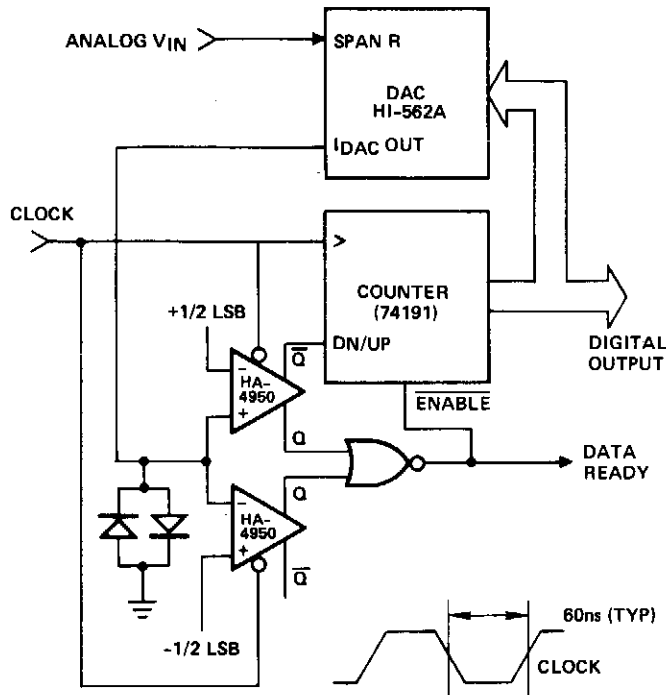 ANALOG VIN
SPAN R
DAC
HI-562A
IDAC OUT
CLOCK
>
COUNTER
(74191)
+1/2 LSB
Q̅
DN/UP
DIGITAL
OUTPUT
-
HA-
4950
+
E̅N̅A̅B̅L̅E̅
Q
DATA
READY
Q
-
HA-
4950
+
Q̅
-1/2 LSB
60ns (TYP)
CLOCK